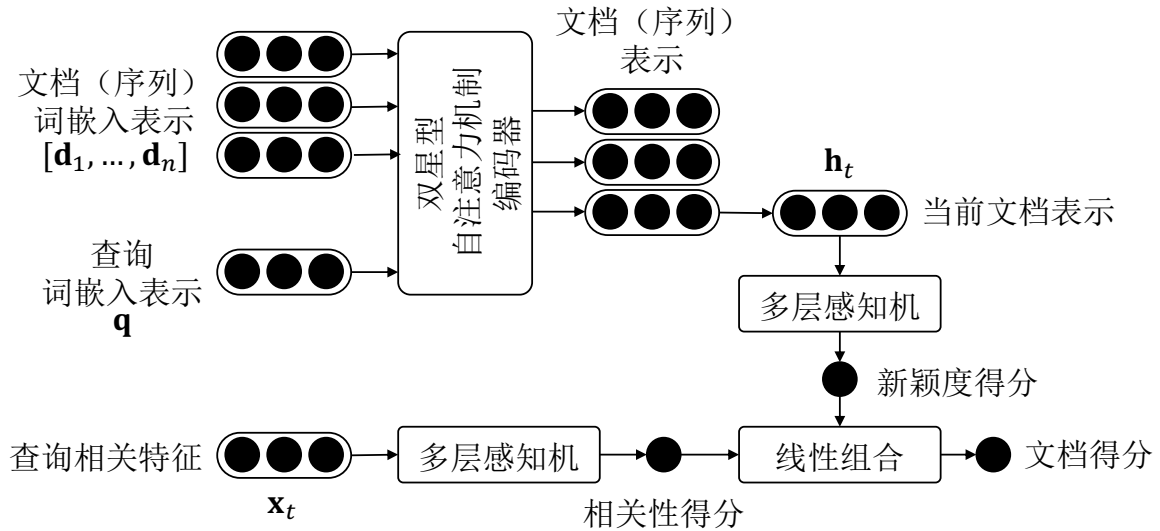 文档（序列）
词嵌入表示
[d₁, ..., dₙ]
查询
词嵌入表示
q
双星型
自注意力机制
编码器
文档（序列）
表示
hₜ
当前文档表示
多层感知机
新颖度得分
查询相关特征
xₜ
多层感知机
相关性得分
线性组合
文档得分